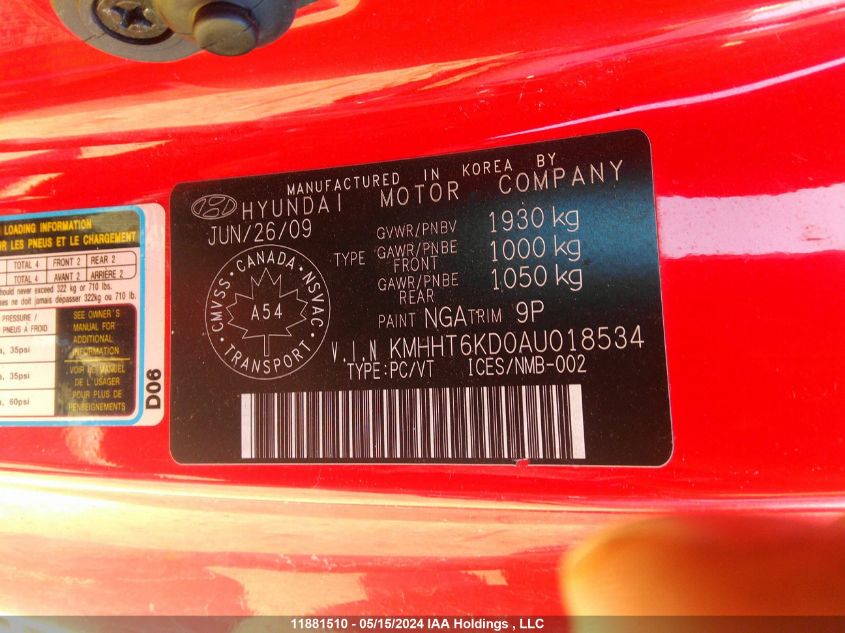 MANUFACTURED IN KOREA BY
HYUNDAI MOTOR COMPANY
JUN/26/09
GVWR/PNBV 1930 kg
TYPE GAWR/PNBE FRONT 1000 kg
GAWR/PNBE REAR 1050 kg
PAINT NGA TRIM 9P
CMVSS · CANADA · NSVAC · TRANSPORT ·
A54
V.I.N KMHHT6KD0AU018534
TYPE:PC/VT ICES/NMB-002
LOADING INFORMATION
LES PNEUS ET LE CHARGEMENT
TOTAL 4 FRONT 2 REAR 2
TOTAL 4 AVANT 2 ARRIÈRE 2
never exceed 322 kg or 710 lbs.
ne doit jamais dépasser 322kg ou 710 lb.
PRESSURE /
PNEUS A FROID
35psi
35psi
60psi
SEE OWNER'S
MANUAL FOR
ADDITIONAL
INFORMATION
VOIR LE MANUEL
DE L'USAGER
POUR PLUS DE
RENSEIGNEMENTS
D06
11881510 - 05/15/2024 IAA Holdings , LLC